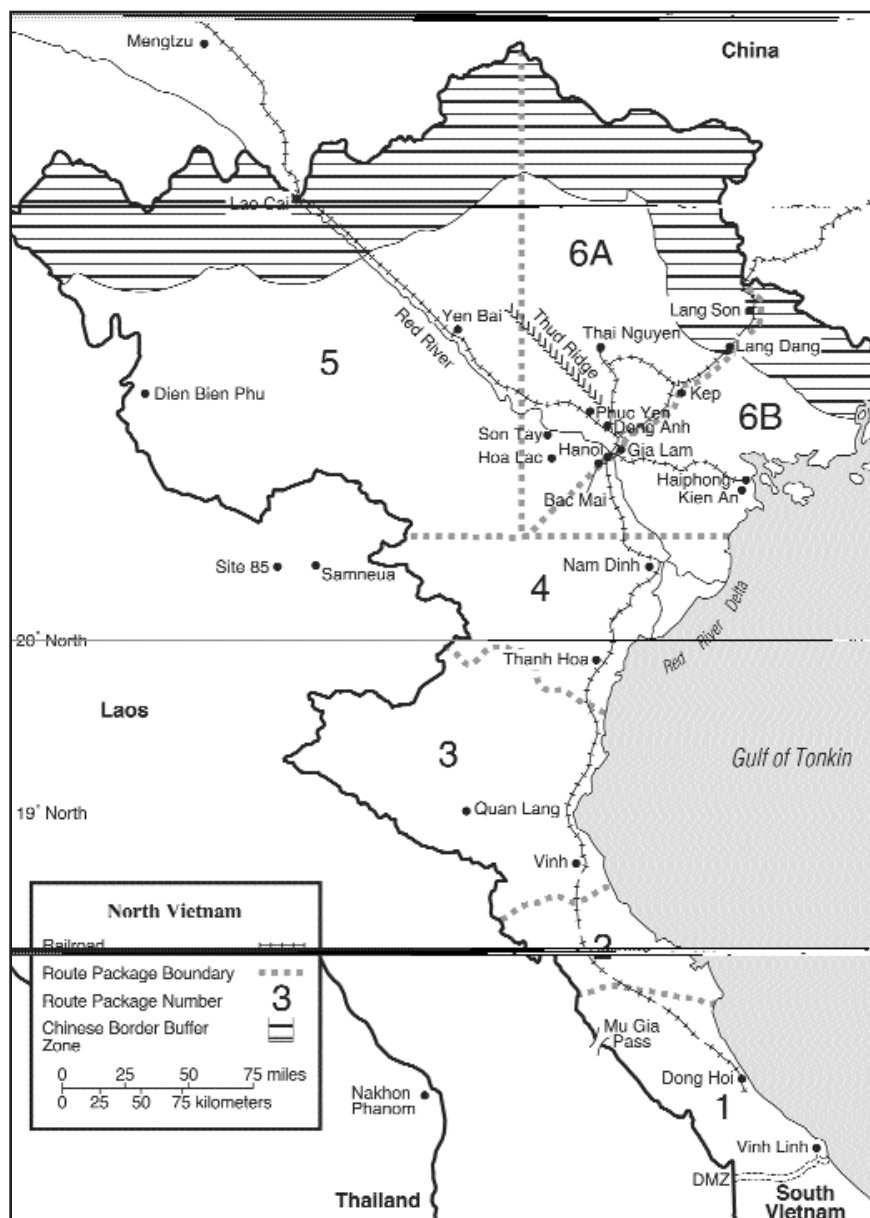 Mengtzu
China
Lao Cai
6A
Lang Son
Yen Bai
Red River
Thud Ridge
Thai Nguyen
Lang Dang
5
Dien Bien Phu
Kep
6B
Phuc Yen
Dong Anh
Son Tay
Hanoi
Gia Lam
Hoa Lac
Haiphong
Kien An
Bac Mai
Site 85
Samneua
Nam Dinh
4
Red River Delta
20° North
Thanh Hoa
Laos
3
Gulf of Tonkin
19° North
Quan Lang
Vinh
2
North Vietnam
Railroad
Route Package Boundary
Route Package Number
3
Chinese Border Buffer
Zone
0 25 50 75 miles
0 25 50 75 kilometers
Mu Gia
Pass
Nakhon
Phanom
Dong Hoi
1
Vinh Linh
DMZ
Thailand
South
Vietnam